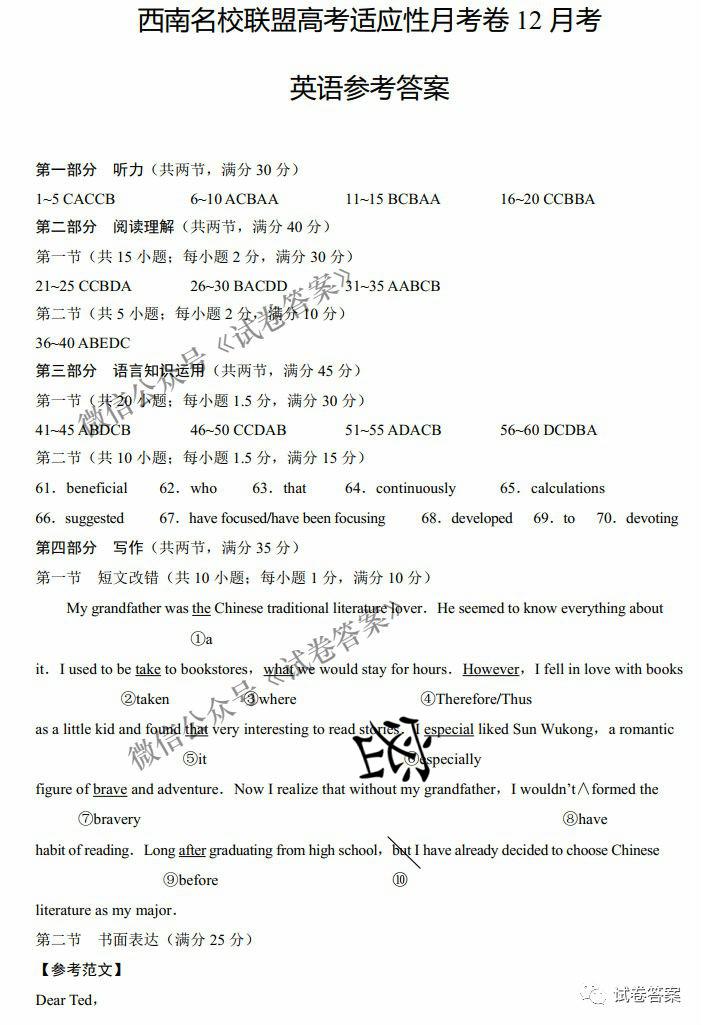 西南名校联盟高考适应性月考卷 12 月考
英语参考答案
第一部分 听力（共两节，满分 30 分）
1~5 CACCB 6~10 ACBAA 11~15 BCBAA 16~20 CCBBA
第二部分 阅读理解（共两节，满分 40 分）
第一节（共 15 小题；每小题 2 分，满分 30 分）
21~25 CCBDA 26~30 BACDD 31~35 AABCB
第二节（共 5 小题；每小题 2 分，满分 10 分）
36~40 ABEDC
第三部分 语言知识运用（共两节，满分 45 分）
第一节（共 20 小题；每小题 1.5 分，满分 30 分）
41~45 ABDCB 46~50 CCDAB 51~55 ADACB 56~60 DCDBA
第二节（共 10 小题；每小题 1.5 分，满分 15 分）
61．beneficial 62．who 63．that 64．continuously 65．calculations
66．suggested 67．have focused/have been focusing 68．developed 69．to 70．devoting
第四部分 写作（共两节，满分 35 分）
第一节 短文改错（共 10 小题；每小题 1 分，满分 10 分）
My grandfather was the Chinese traditional literature lover．He seemed to know everything about
①a
it．I used to be take to bookstores，what we would stay for hours．However，I fell in love with books
②taken ③where ④Therefore/Thus
as a little kid and found that very interesting to read stories．I especial liked Sun Wukong，a romantic
⑤it ⑥especially
figure of brave and adventure．Now I realize that without my grandfather，I wouldn't∧formed the
⑦bravery ⑧have
habit of reading．Long after graduating from high school，but I have already decided to choose Chinese
⑨before ⑩
literature as my major．
第二节 书面表达（满分 25 分）
【参考范文】
Dear Ted，
微信公众号《试卷答案》
微信公众号《试卷答案》
试卷答案